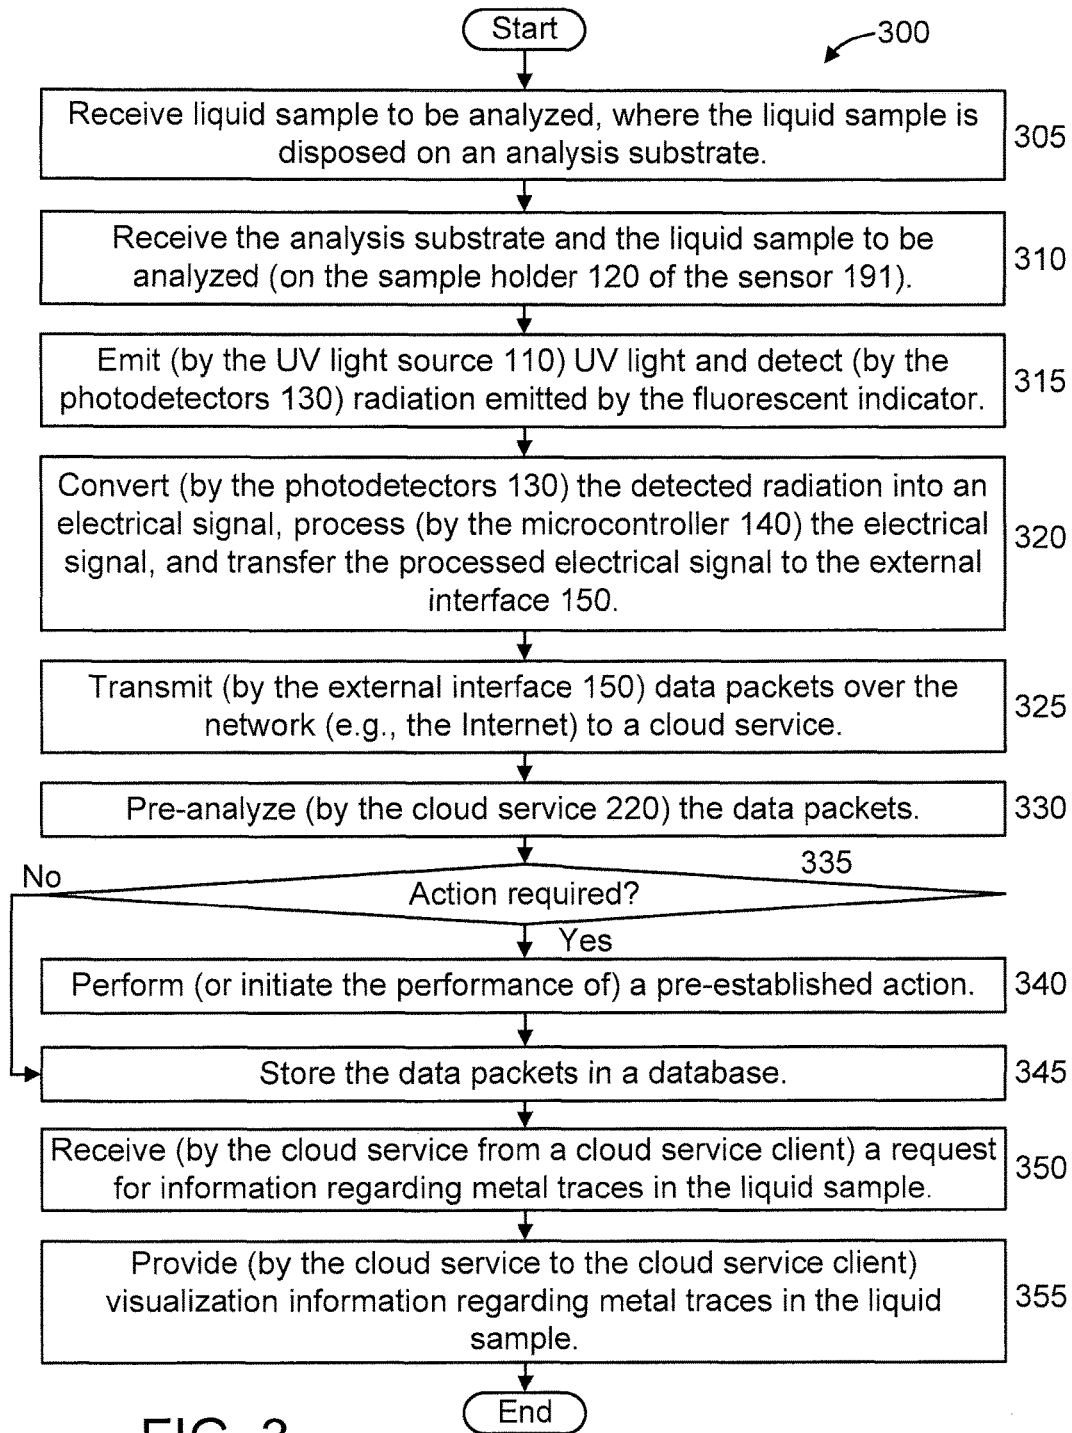 Start
300
Receive liquid sample to be analyzed, where the liquid sample is
disposed on an analysis substrate.
305
Receive the analysis substrate and the liquid sample to be
analyzed (on the sample holder 120 of the sensor 191).
310
Emit (by the UV light source 110) UV light and detect (by the
photodetectors 130) radiation emitted by the fluorescent indicator.
315
Convert (by the photodetectors 130) the detected radiation into an
electrical signal, process (by the microcontroller 140) the electrical
signal, and transfer the processed electrical signal to the external
interface 150.
320
Transmit (by the external interface 150) data packets over the
network (e.g., the Internet) to a cloud service.
325
Pre-analyze (by the cloud service 220) the data packets.
330
No
335
Action required?
Yes
Perform (or initiate the performance of) a pre-established action.
340
Store the data packets in a database.
345
Receive (by the cloud service from a cloud service client) a request
for information regarding metal traces in the liquid sample.
350
Provide (by the cloud service to the cloud service client)
visualization information regarding metal traces in the liquid
sample.
355
End